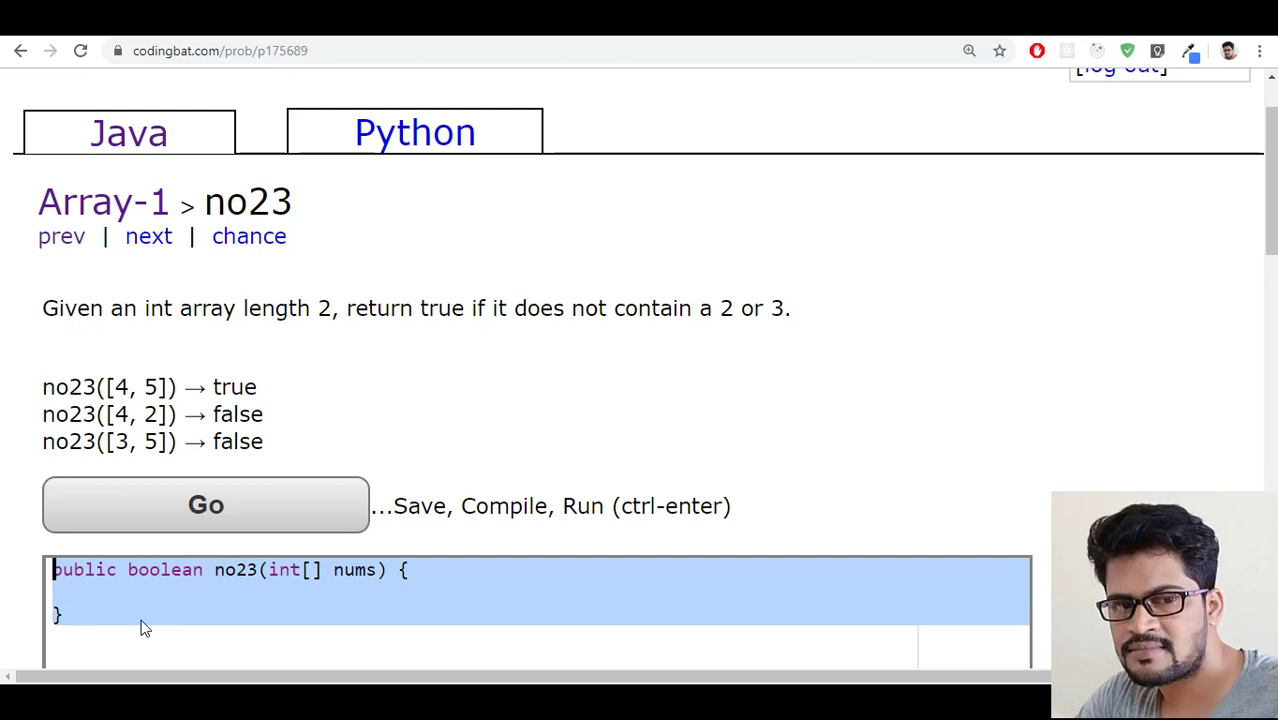 codingbat.com/prob/p175689
[log out]
Java
Python
Array-1 > no23
prev | next | chance
Given an int array length 2, return true if it does not contain a 2 or 3.
no23([4, 5]) → true
no23([4, 2]) → false
no23([3, 5]) → false
Go ...Save, Compile, Run (ctrl-enter)
public boolean no23(int[] nums) {
}